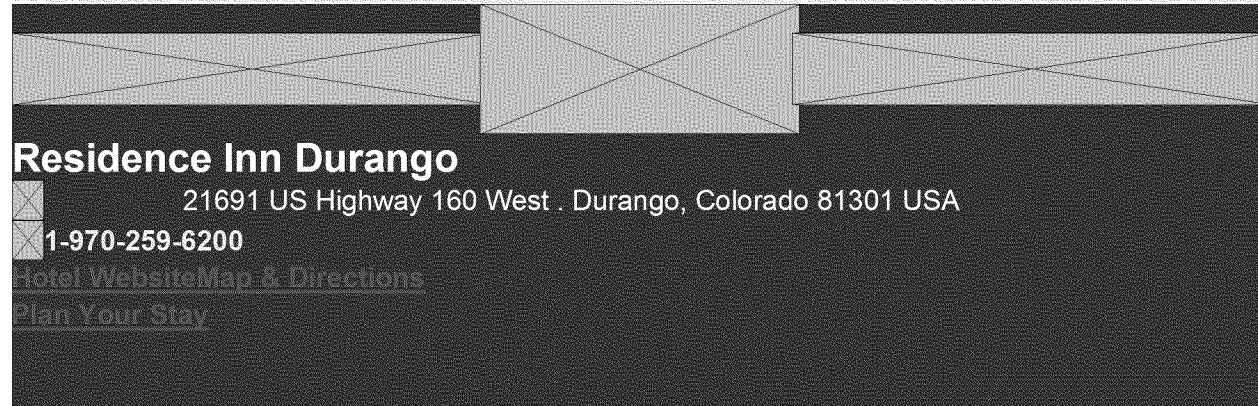 Residence Inn Durango
21691 US Highway 160 West . Durango, Colorado 81301 USA
1-970-259-6200
Hotel WebsiteMap & Directions
Plan Your Stay